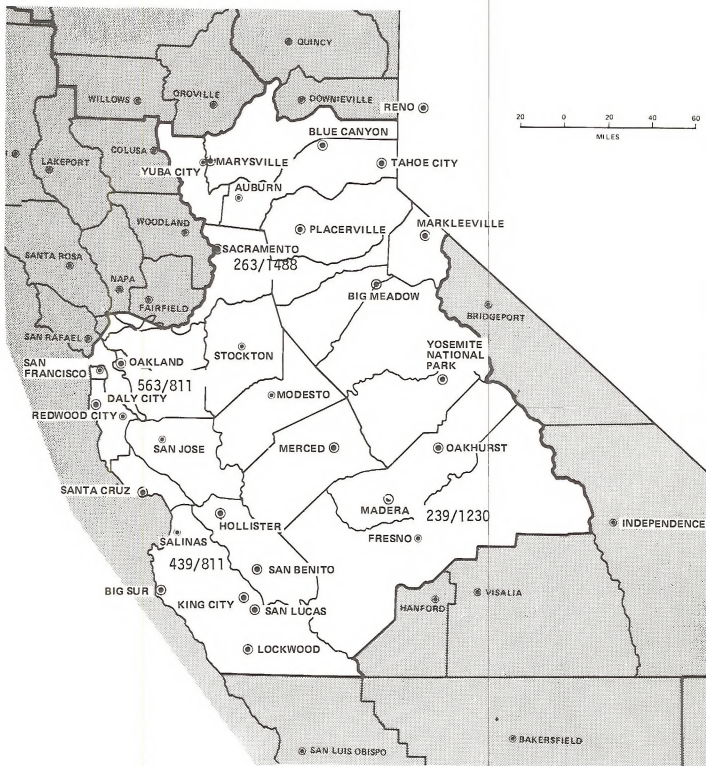 QUINCY
WILLOWS
OROVILLE
DOWNIEVILLE
RENO
20 0 20 40 60
MILES
BLUE CANYON
COLUSA
LAKEPORT
YUBA CITY
MARYSVILLE
TAHOE CITY
AUBURN
WOODLAND
PLACERVILLE
MARKLEEVILLE
SACRAMENTO
263/1488
SANTA ROSA
NAPA
FAIRFIELD
BIG MEADOW
BRIDGEPORT
SAN RAFAEL
SAN
FRANCISCO
OAKLAND
STOCKTON
YOSEMITE
NATIONAL
PARK
563/811
DALY CITY
MODESTO
REDWOOD CITY
SAN JOSE
MERCED
OAKHURST
SANTA CRUZ
MADERA
239/1230
HOLLISTER
INDEPENDENCE
SALINAS
FRESNO
439/811
SAN BENITO
BIG SUR
KING CITY
SAN LUCAS
HANFORD
VISALIA
LOCKWOOD
SAN LUIS OBISPO
BAKERSFIELD